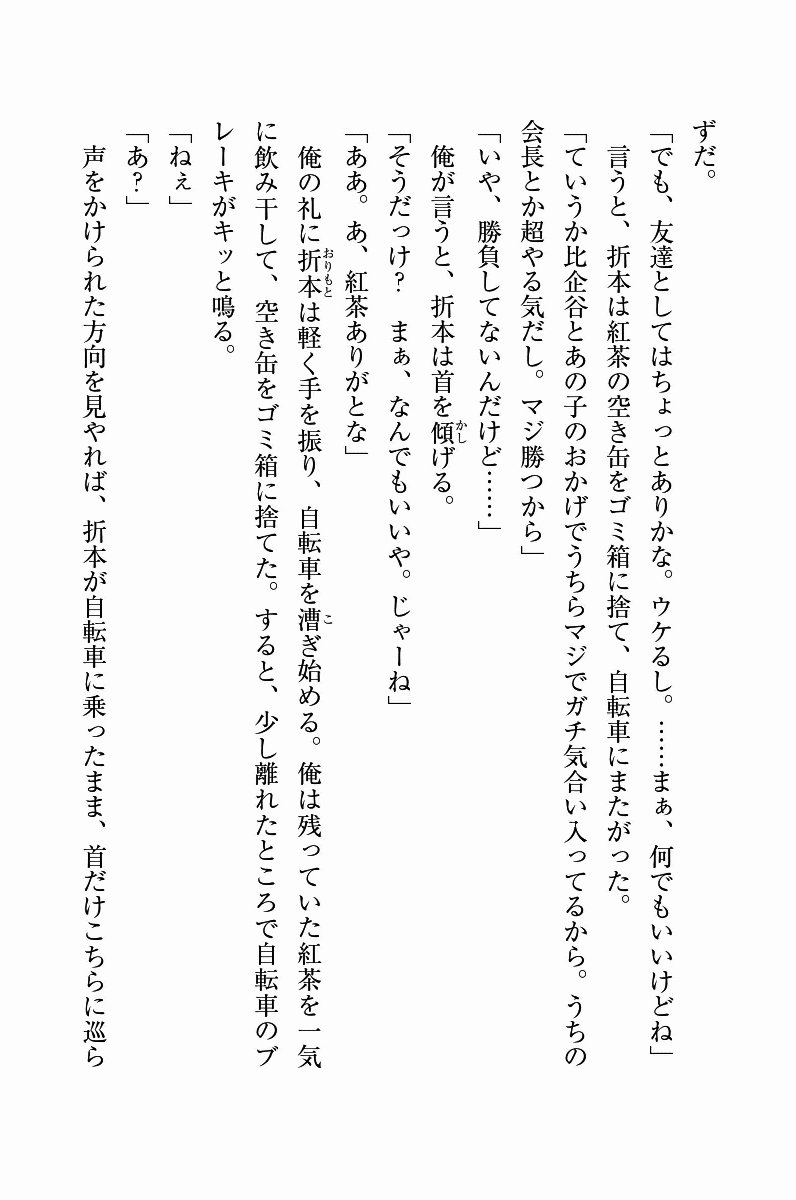 ずだ。
「でも、友達としてはちょっとありかな。ウケるし。……まぁ、何でもいいけどね」
言うと、折本は紅茶の空き缶をゴミ箱に捨て、自転車にまたがった。
「ていうか比企谷とあの子のおかげでうちらマジでガチ気合い入ってるから。うちの
会長とか超やる気だし。マジ勝つから」
「いや、勝負してないんだけど……」
俺が言うと、折本は首を傾げる。
「そうだっけ？　まぁ、なんでもいいや。じゃーね」
「ああ。あ、紅茶ありがとな」
俺の礼に折本は軽く手を振り、自転車を漕ぎ始める。俺は残っていた紅茶を一気
に飲み干して、空き缶をゴミ箱に捨てた。すると、少し離れたところで自転車のブ
レーキがキッと鳴る。
「ねぇ」
「あ？」
声をかけられた方向を見やれば、折本が自転車に乗ったまま、首だけこちらに巡ら